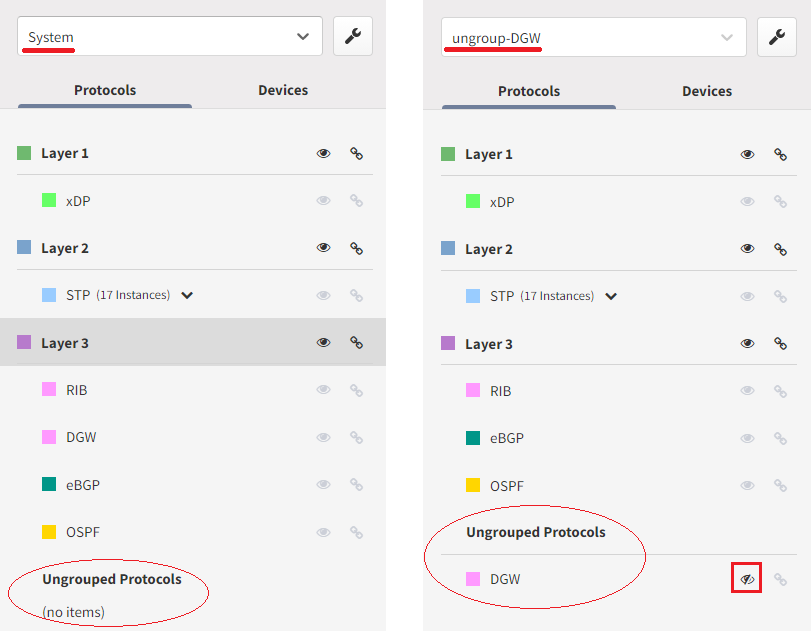 System
Protocols
Devices
Layer 1
xDP
Layer 2
STP (17 Instances)
Layer 3
RIB
DGW
eBGP
OSPF
Ungrouped Protocols
(no items)
ungroup-DGW
Protocols
Devices
Layer 1
xDP
Layer 2
STP (17 Instances)
Layer 3
RIB
eBGP
OSPF
Ungrouped Protocols
DGW